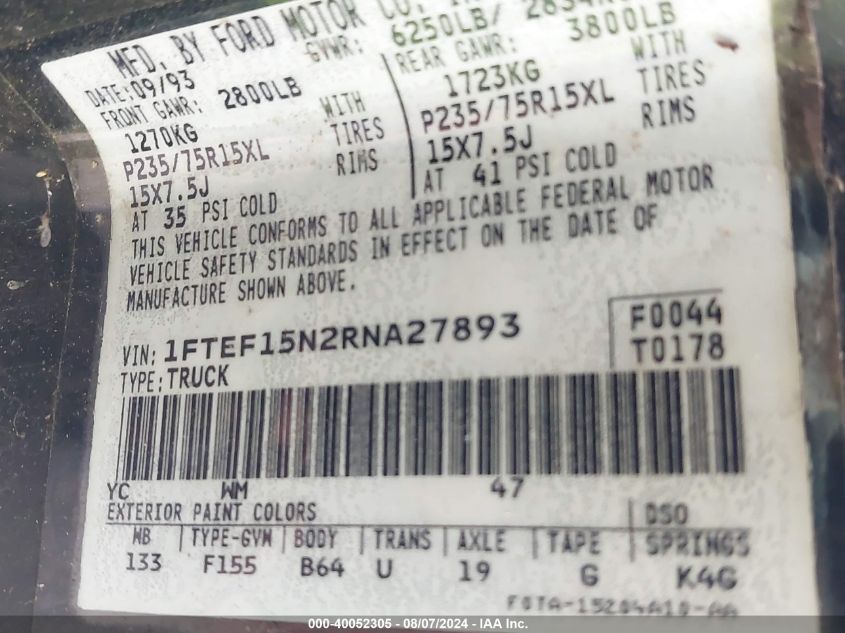 MFD. BY FORD MOTOR CO.
DATE: 09/93 GVWR: 6250LB/
FRONT GAWR: 2800LB REAR GAWR: 3800LB
1270KG WITH 1723KG WITH
P235/75R15XL TIRES P235/75R15XL TIRES
15X7.5J RIMS 15X7.5J RIMS
AT 35 PSI COLD AT 41 PSI COLD
THIS VEHICLE CONFORMS TO ALL APPLICABLE FEDERAL MOTOR
VEHICLE SAFETY STANDARDS IN EFFECT ON THE DATE OF
MANUFACTURE SHOWN ABOVE.
VIN: 1FTEF15N2RNA27893 F0044
TYPE: TRUCK T0178
YC WM 47
EXTERIOR PAINT COLORS DSO
WB TYPE-GVW BODY TRANS AXLE TAPE SPRINGS
133 F155 B64 U 19 G K4G
F0TA-15204A10-AA
000-40052305 - 08/07/2024 - IAA Inc.